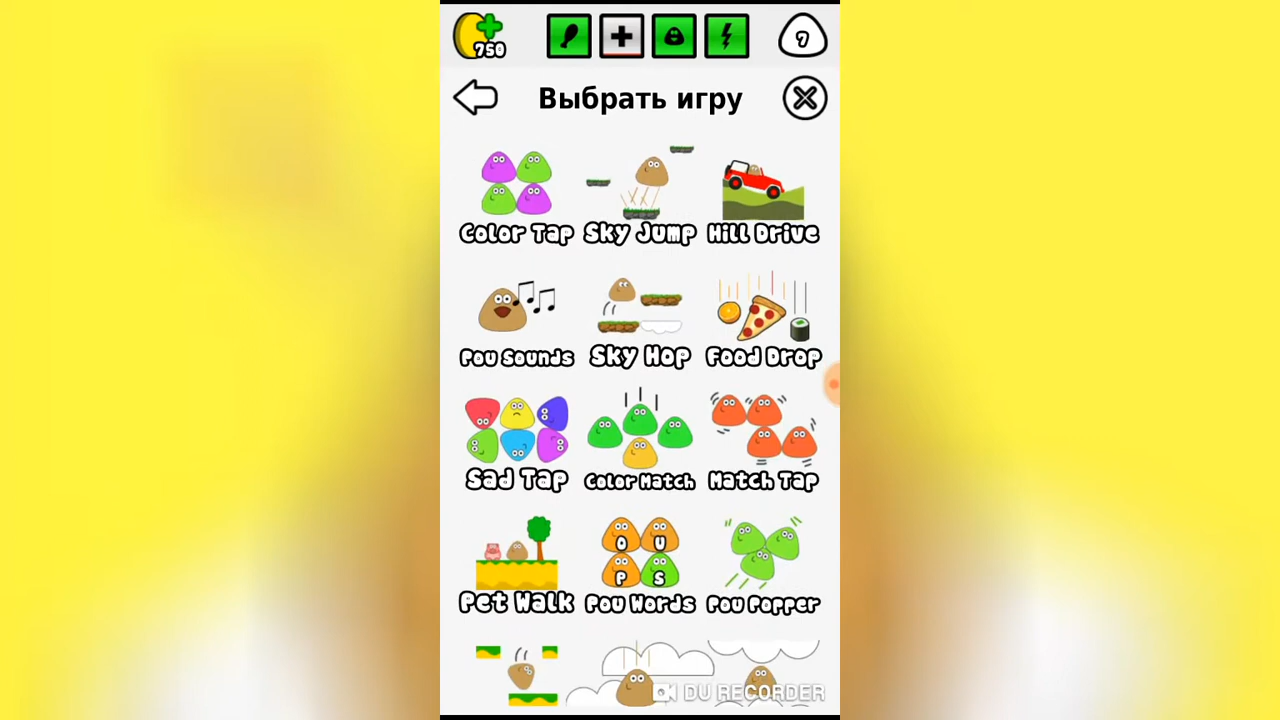 750
7
Выбрать игру
Color Tap Sky Jump Hill Drive
Pou Sounds Sky Hop Food Drop
Sad Tap Color Match Match Tap
O U
P S
Pet Walk Pou Words Pou Popper
DU RECORDER